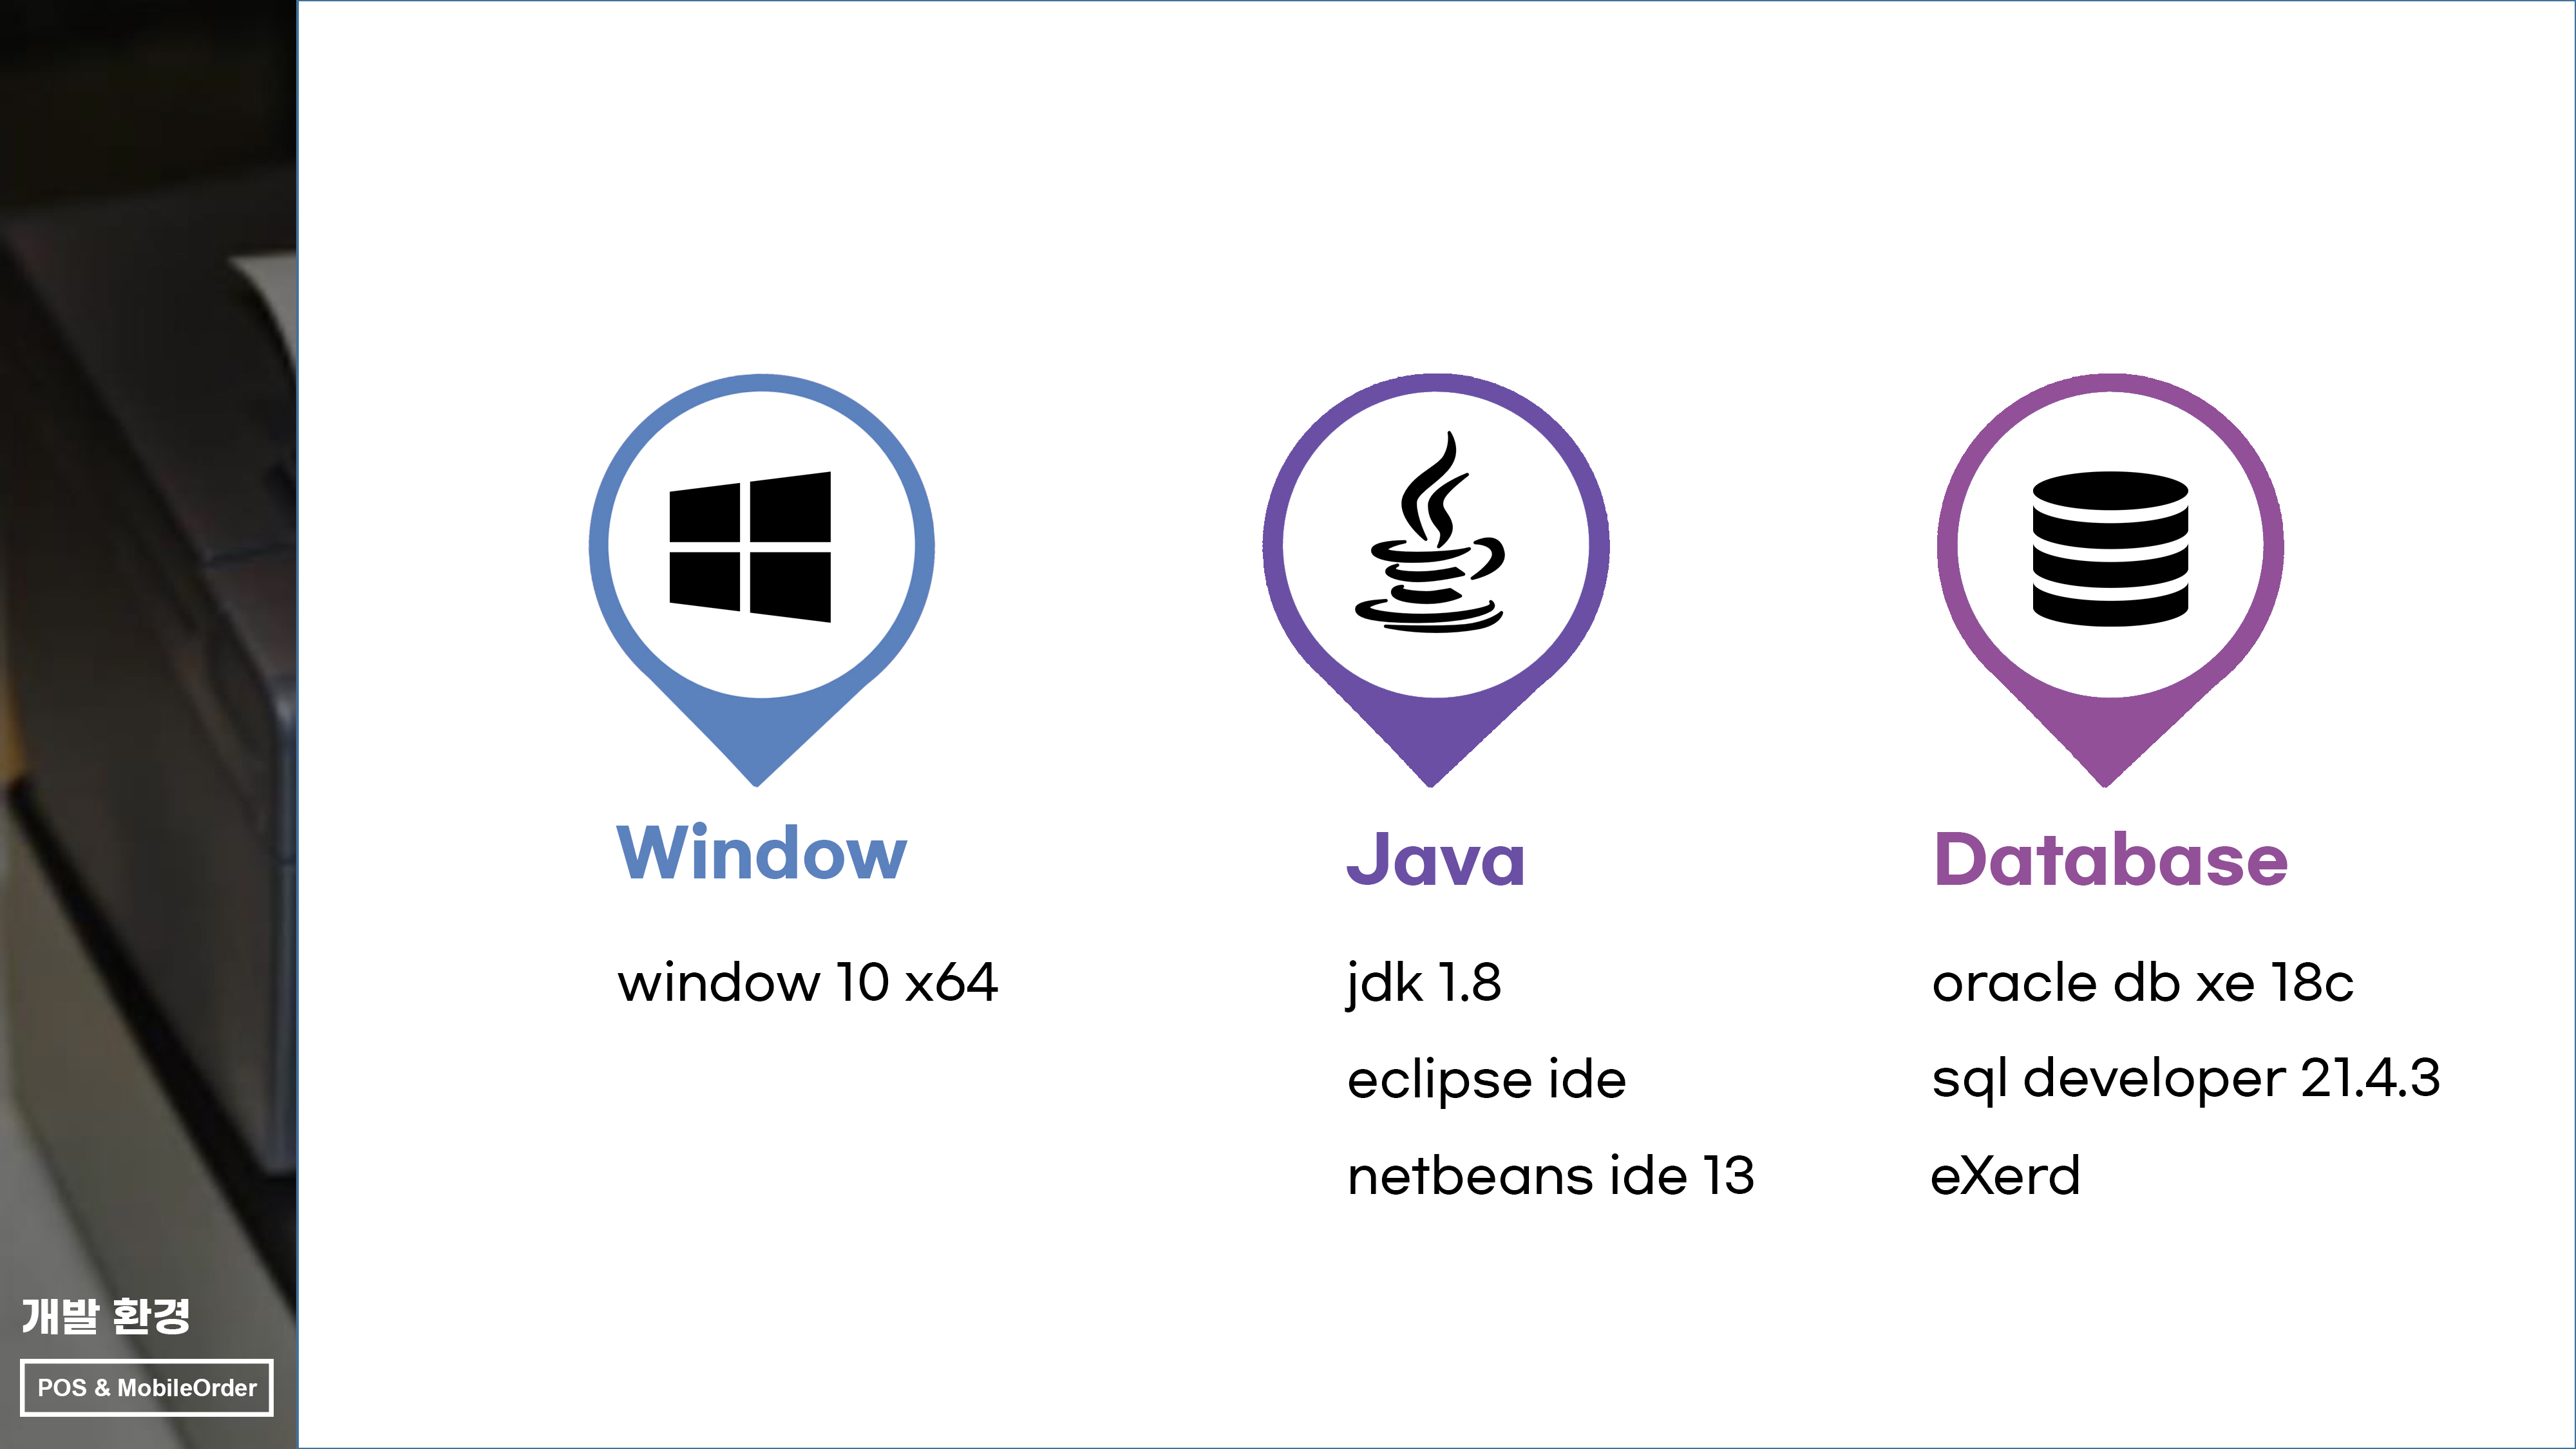 개발 환경
POS & MobileOrder
Window
window 10 x64
Java
jdk 1.8
eclipse ide
netbeans ide 13
Database
oracle db xe 18c
sql developer 21.4.3
eXerd